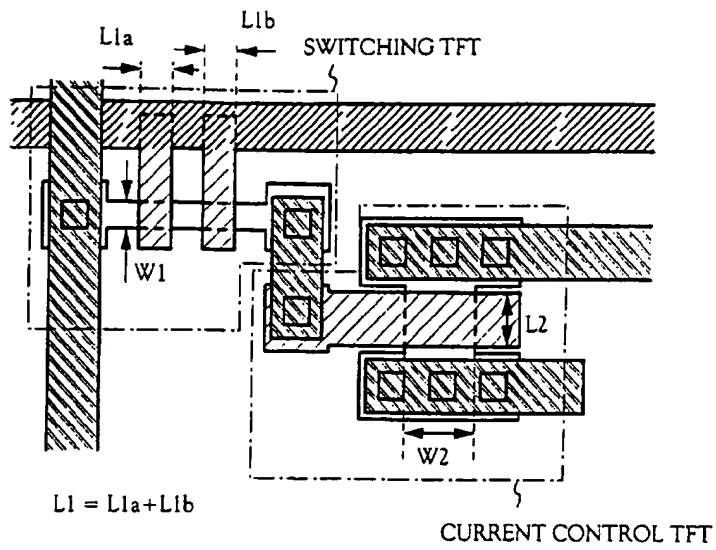 L1b
L1a
SWITCHING TFT
W1
L2
W2
L1 = L1a+L1b
CURRENT CONTROL TFT